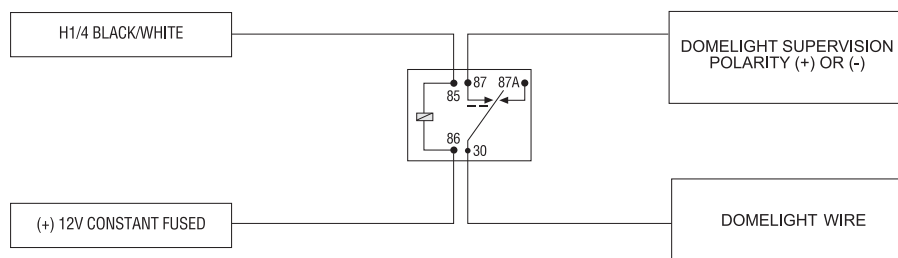 H1/4 BLACK/WHITE
DOMELIGHT SUPERVISION
POLARITY (+) OR (-)
87 87A
85
86
30
(+) 12V CONSTANT FUSED
DOMELIGHT WIRE